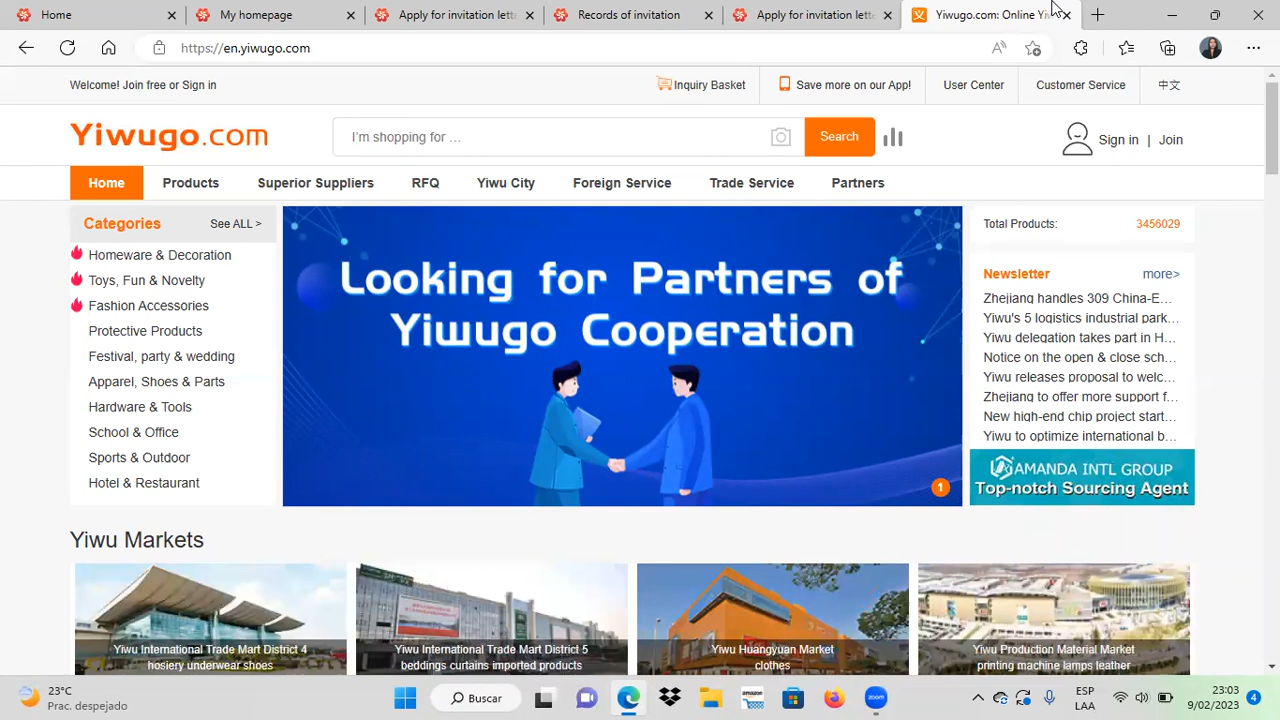 Home
My homepage
Apply for invitation lette
Records of invitation
Apply for invitation lette
Yiwugo.com: Online Yi
https://en.yiwugo.com
Welcome! Join free or Sign in
Inquiry Basket
Save more on our App!
User Center
Customer Service
中文
Yiwugo.com
I'm shopping for ...
Search
Sign in | Join
Home
Products
Superior Suppliers
RFQ
Yiwu City
Foreign Service
Trade Service
Partners
Categories
See ALL >
Homeware & Decoration
Toys, Fun & Novelty
Fashion Accessories
Protective Products
Festival, party & wedding
Apparel, Shoes & Parts
Hardware & Tools
School & Office
Sports & Outdoor
Hotel & Restaurant
Looking for Partners of
Yiwugo Cooperation
1
Total Products:
3456029
Newsletter
more>
Zhejiang handles 309 China-E...
Yiwu's 5 logistics industrial park...
Yiwu delegation takes part in H...
Notice on the open & close sch...
Yiwu releases proposal to welc...
Zhejiang to offer more support f...
New high-end chip project start...
Yiwu to optimize international b...
AMANDA INTL GROUP
Top-notch Sourcing Agent
Yiwu Markets
Yiwu International Trade Mart District 4
hosiery underwear shoes
Yiwu International Trade Mart District 5
beddings curtains imported products
Yiwu Huangyuan Market
clothes
Yiwu Production Material Market
printing machine lamps leather
23°C
Prac. despejado
Buscar
amazon
zoom
ESP
LAA
23:03
9/02/2023
4